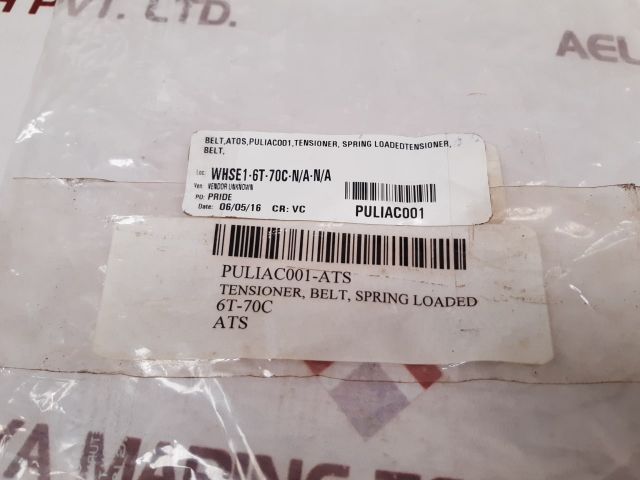 PVT. LTD.
BELT,ATOS,PULIAC001,TENSIONER, SPRING LOADEDTENSIONER,
BELT,
Loc: WHSE1-6T-70C-N/A-N/A
Ven: VENDOR UNKNOWN
PO: PRIDE
Date: 06/05/16 CR: VC
PULIAC001
PULIAC001-ATS
TENSIONER, BELT, SPRING LOADED
6T-70C
ATS